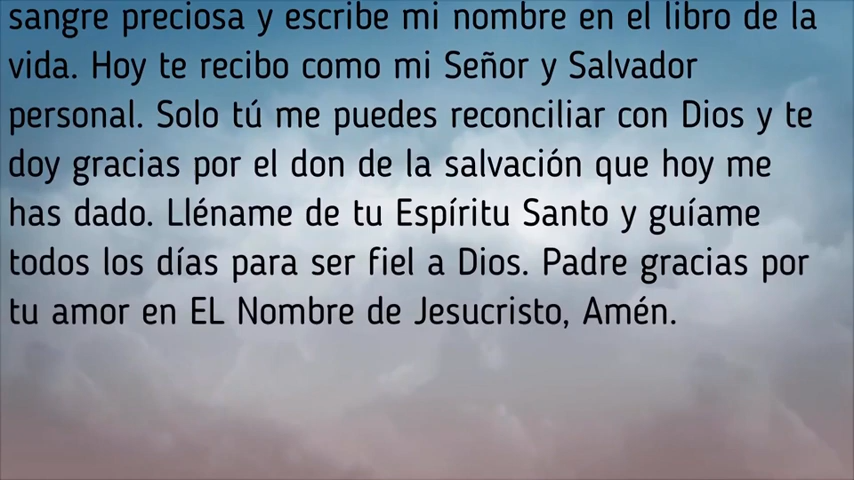 sangre preciosa y escribe mi nombre en el libro de la
vida. Hoy te recibo como mi Señor y Salvador
personal. Solo tú me puedes reconciliar con Dios y te
doy gracias por el don de la salvación que hoy me
has dado. Lléname de tu Espíritu Santo y guíame
todos los días para ser fiel a Dios. Padre gracias por
tu amor en EL Nombre de Jesucristo, Amén.